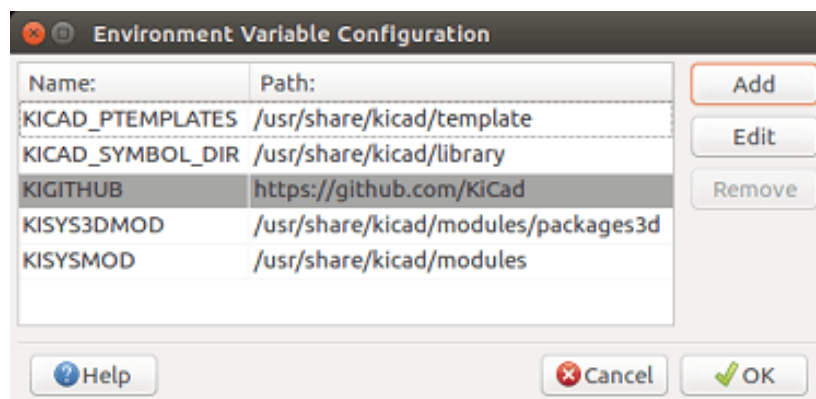 Environment Variable Configuration
Name: Path:
KICAD_PTEMPLATES /usr/share/kicad/template
KICAD_SYMBOL_DIR /usr/share/kicad/library
KIGITHUB https://github.com/KiCad
KISYS3DMOD /usr/share/kicad/modules/packages3d
KISYSMOD /usr/share/kicad/modules
Add
Edit
Remove
Help Cancel OK